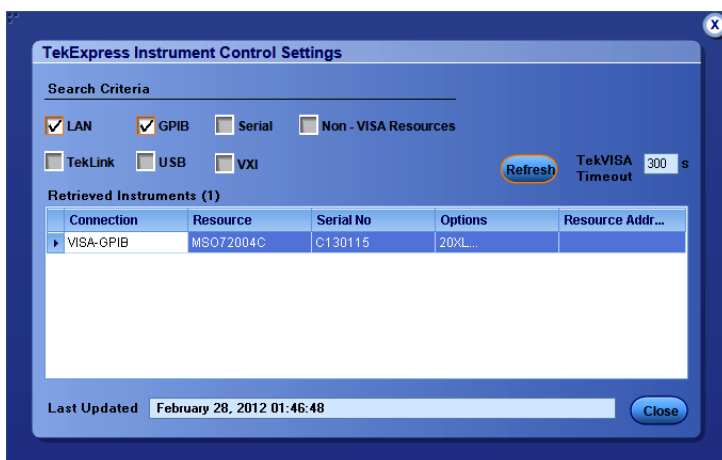 X
TekExpress Instrument Control Settings
Search Criteria
LAN GPIB Serial Non - VISA Resources
TekLink USB VXI
Refresh TekVISA Timeout 300 s
Retrieved Instruments (1)
Connection Resource Serial No Options Resource Addr...
VISA-GPIB MSO72004C C130115 20XL...
Last Updated February 28, 2012 01:46:48 Close